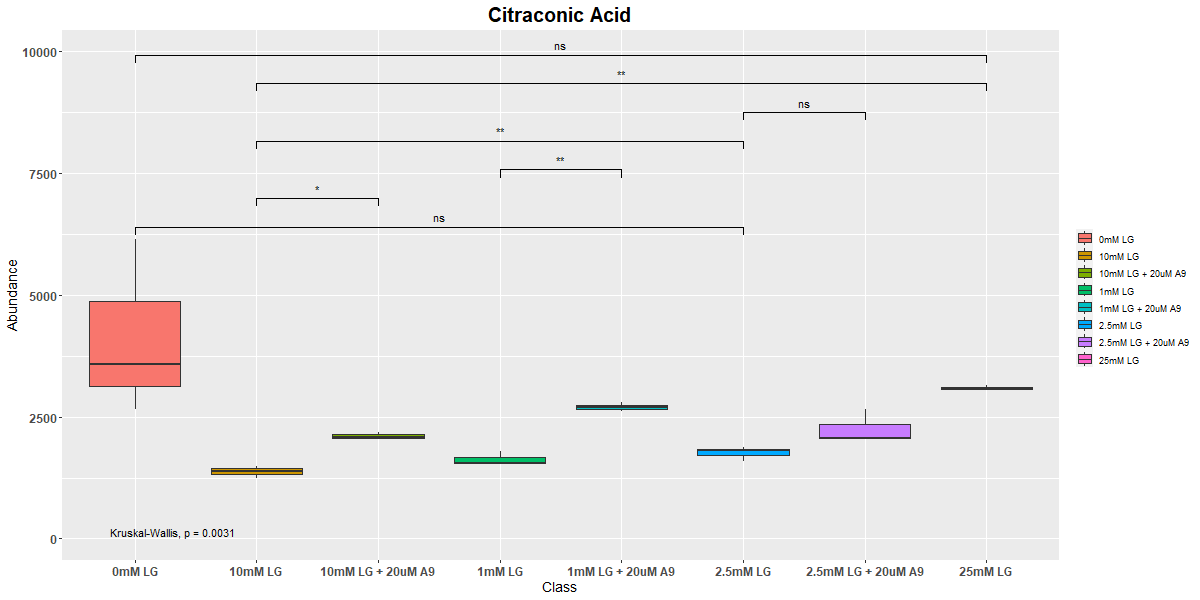 Citraconic Acid
Abundance
10000
7500
5000
2500
0
ns
**
ns
**
**
*
ns
Kruskal-Wallis, p = 0.0031
0mM LG
10mM LG
10mM LG + 20uM A9
1mM LG
1mM LG + 20uM A9
2.5mM LG
2.5mM LG + 20uM A9
25mM LG
Class
0mM LG
10mM LG
10mM LG + 20uM A9
1mM LG
1mM LG + 20uM A9
2.5mM LG
2.5mM LG + 20uM A9
25mM LG